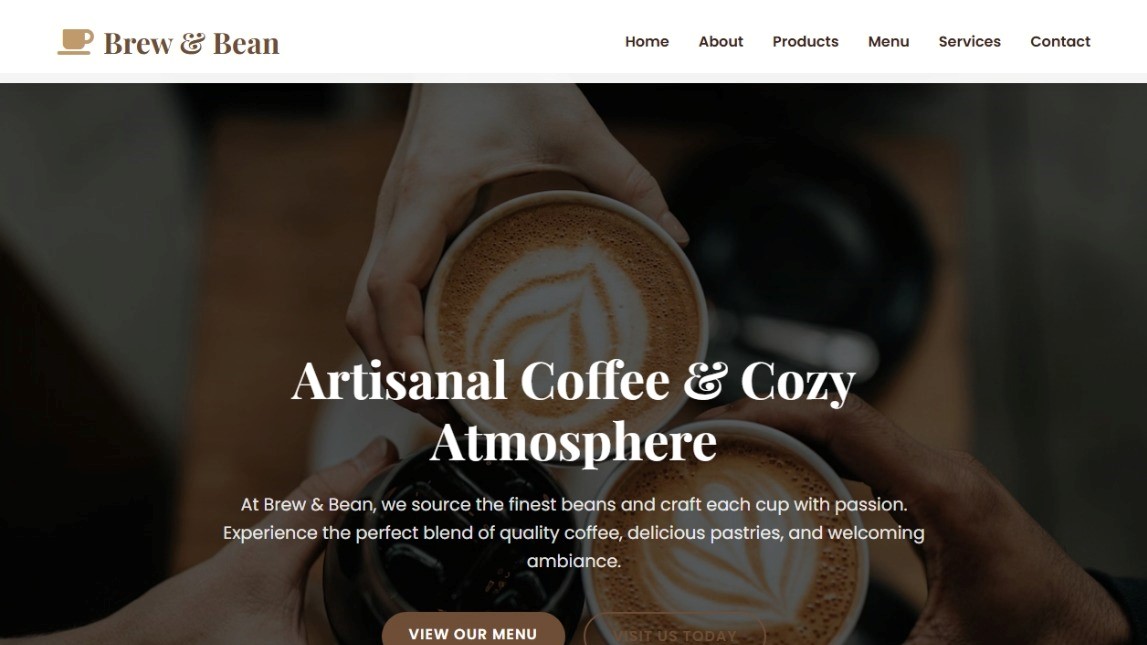 Brew & Bean
Home About Products Menu Services Contact
Artisanal Coffee & Cozy
Atmosphere
At Brew & Bean, we source the finest beans and craft each cup with passion.
Experience the perfect blend of quality coffee, delicious pastries, and welcoming
ambiance.
VIEW OUR MENU VISIT US TODAY